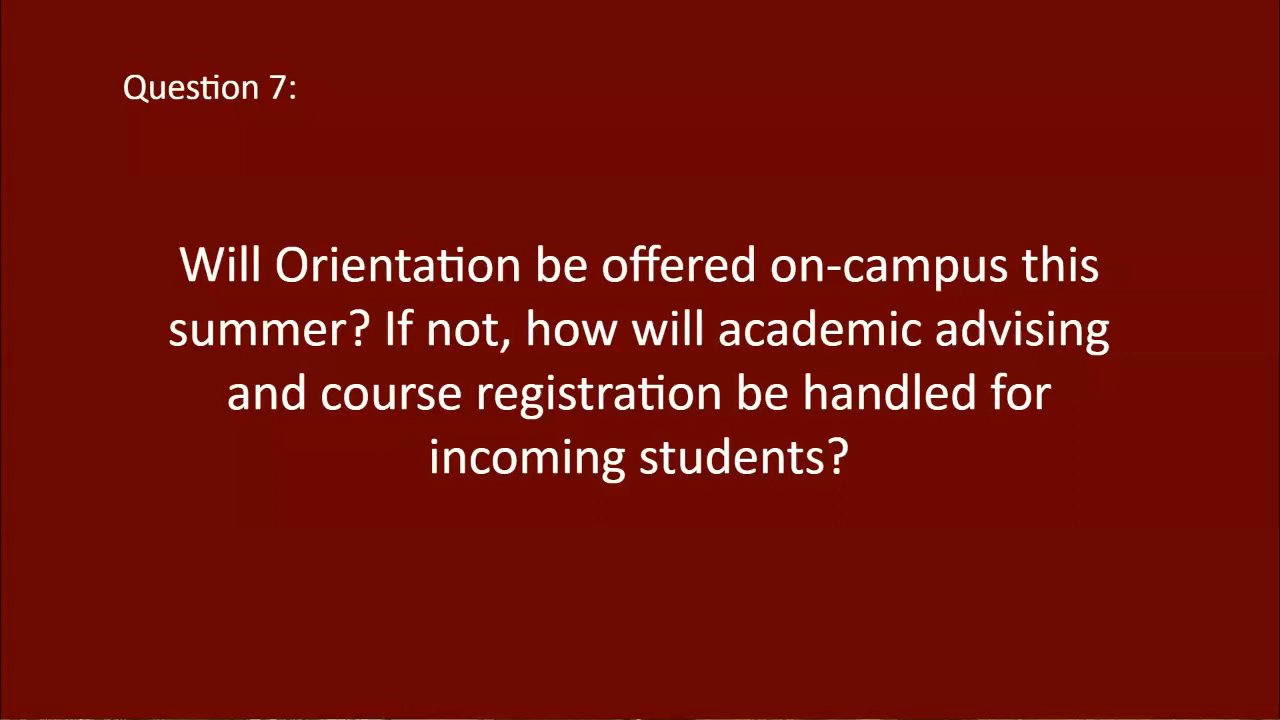 Question 7:
Will Orientation be offered on-campus this
summer? If not, how will academic advising
and course registration be handled for
incoming students?